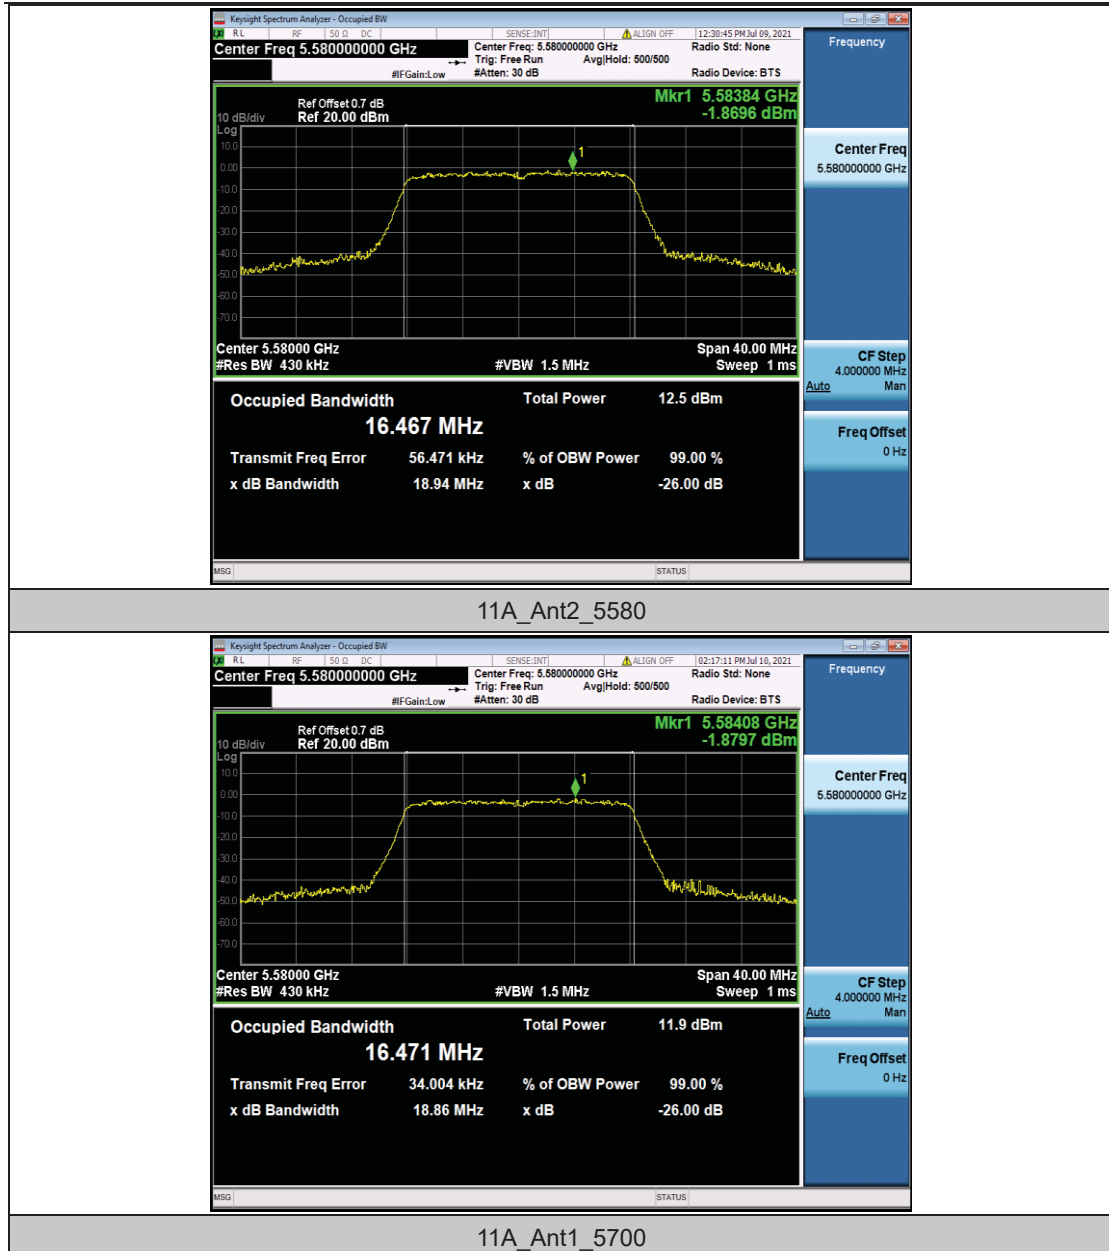 Keysight Spectrum Analyzer - Occupied BW
LXI RL RF 50 Ω DC SENSE:INT ALIGN OFF 12:30:45 PM Jul 09, 2021
Center Freq 5.580000000 GHz Center Freq: 5.580000000 GHz Radio Std: None
Trig: Free Run Avg|Hold: 500/500
#IFGain:Low #Atten: 30 dB Radio Device: BTS
Frequency
Ref Offset 0.7 dB Mkr1 5.58384 GHz
10 dB/div Ref 20.00 dBm -1.8696 dBm
Log
10.0
1
0.00
-10.0
-20.0
-30.0
-40.0
-50.0
-60.0
-70.0
Center 5.58000 GHz Span 40.00 MHz
#Res BW 430 kHz #VBW 1.5 MHz Sweep 1 ms
Center Freq
5.580000000 GHz
CF Step
4.000000 MHz
Auto Man
Freq Offset
0 Hz
Occupied Bandwidth Total Power 12.5 dBm
16.467 MHz
Transmit Freq Error 56.471 kHz % of OBW Power 99.00 %
x dB Bandwidth 18.94 MHz x dB -26.00 dB
MSG STATUS
11A_Ant2_5580
Keysight Spectrum Analyzer - Occupied BW
LXI RL RF 50 Ω DC SENSE:INT ALIGN OFF 02:17:11 PM Jul 10, 2021
Center Freq 5.580000000 GHz Center Freq: 5.580000000 GHz Radio Std: None
Trig: Free Run Avg|Hold: 500/500
#IFGain:Low #Atten: 30 dB Radio Device: BTS
Frequency
Ref Offset 0.7 dB Mkr1 5.58408 GHz
10 dB/div Ref 20.00 dBm -1.8797 dBm
Log
10.0
1
0.00
-10.0
-20.0
-30.0
-40.0
-50.0
-60.0
-70.0
Center 5.58000 GHz Span 40.00 MHz
#Res BW 430 kHz #VBW 1.5 MHz Sweep 1 ms
Center Freq
5.580000000 GHz
CF Step
4.000000 MHz
Auto Man
Freq Offset
0 Hz
Occupied Bandwidth Total Power 11.9 dBm
16.471 MHz
Transmit Freq Error 34.004 kHz % of OBW Power 99.00 %
x dB Bandwidth 18.86 MHz x dB -26.00 dB
MSG STATUS
11A_Ant1_5700